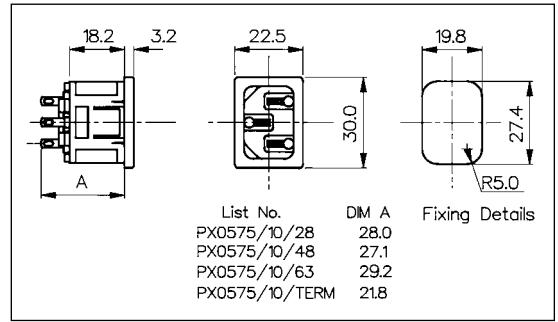 18.2
3.2
22.5
19.8
30.0
27.4
A
R5.0
List No. DIM A
PX0575/10/28 28.0
PX0575/10/48 27.1
PX0575/10/63 29.2
PX0575/10/TERM 21.8
Fixing Details